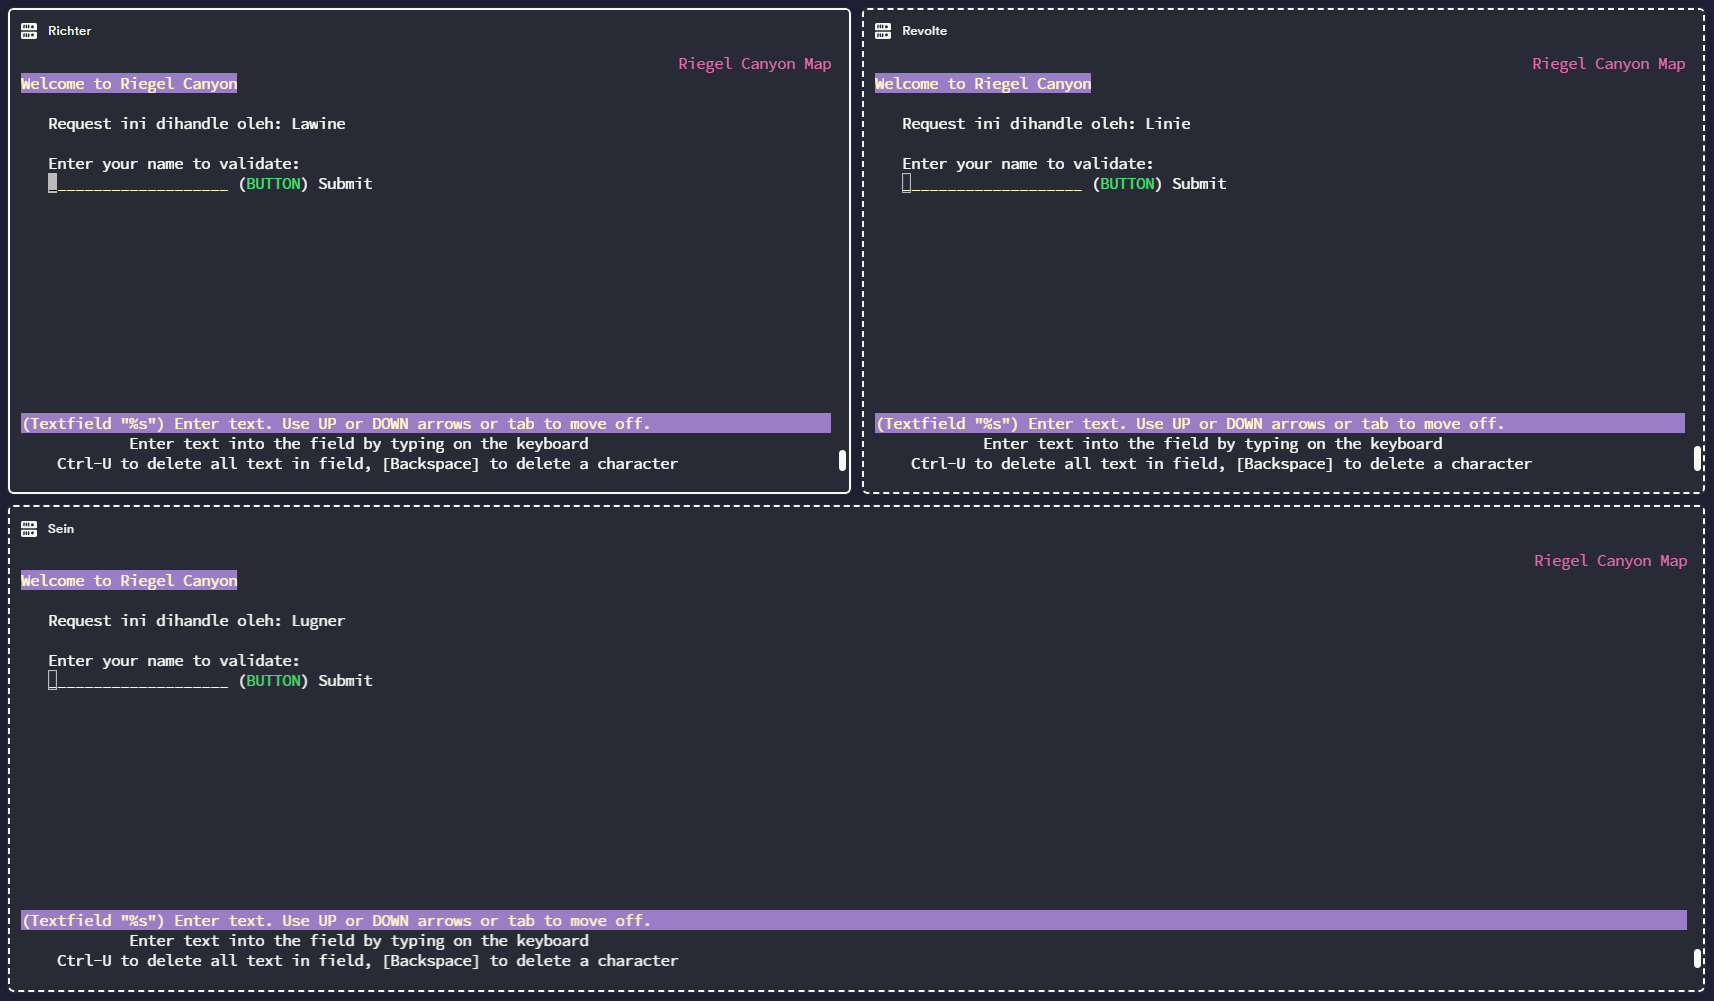 Richter
Riegel Canyon Map
Welcome to Riegel Canyon
Request ini dihandle oleh: Lawine
Enter your name to validate:
____________________ (BUTTON) Submit
(Textfield "%s") Enter text. Use UP or DOWN arrows or tab to move off.
Enter text into the field by typing on the keyboard
Ctrl-U to delete all text in field, [Backspace] to delete a character
Revolte
Riegel Canyon Map
Welcome to Riegel Canyon
Request ini dihandle oleh: Linie
Enter your name to validate:
____________________ (BUTTON) Submit
(Textfield "%s") Enter text. Use UP or DOWN arrows or tab to move off.
Enter text into the field by typing on the keyboard
Ctrl-U to delete all text in field, [Backspace] to delete a character
Sein
Riegel Canyon Map
Welcome to Riegel Canyon
Request ini dihandle oleh: Lugner
Enter your name to validate:
____________________ (BUTTON) Submit
(Textfield "%s") Enter text. Use UP or DOWN arrows or tab to move off.
Enter text into the field by typing on the keyboard
Ctrl-U to delete all text in field, [Backspace] to delete a character